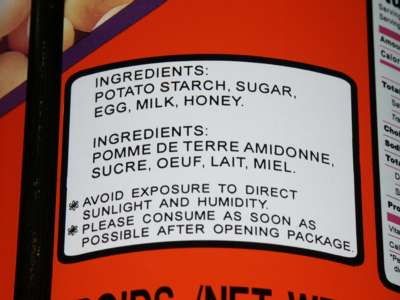 INGREDIENTS:
POTATO STARCH, SUGAR,
EGG, MILK, HONEY.
INGREDIENTS:
POMME DE TERRE AMIDONNE,
SUCRE, OEUF, LAIT, MIEL.
※ AVOID EXPOSURE TO DIRECT
SUNLIGHT AND HUMIDITY.
※ PLEASE CONSUME AS SOON AS
POSSIBLE AFTER OPENING PACKAGE.